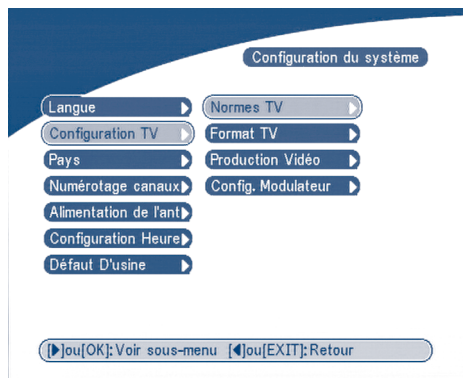 Configuration du système
Langue
Configuration TV
Pays
Numérotage canaux
Alimentation de l'ant
Configuration Heure
Défaut D'usine
Normes TV
Format TV
Production Vidéo
Config. Modulateur
[▶]ou[OK]: Voir sous-menu [◀]ou[EXIT]: Retour